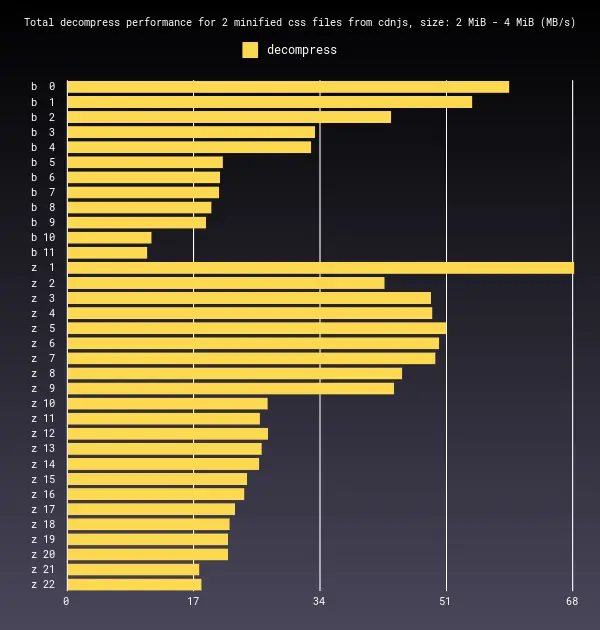 Total decompress performance for 2 minified css files from cdnjs, size: 2 MiB - 4 MiB (MB/s)
decompress
b 0
b 1
b 2
b 3
b 4
b 5
b 6
b 7
b 8
b 9
b 10
b 11
z 1
z 2
z 3
z 4
z 5
z 6
z 7
z 8
z 9
z 10
z 11
z 12
z 13
z 14
z 15
z 16
z 17
z 18
z 19
z 20
z 21
z 22
0 17 34 51 68